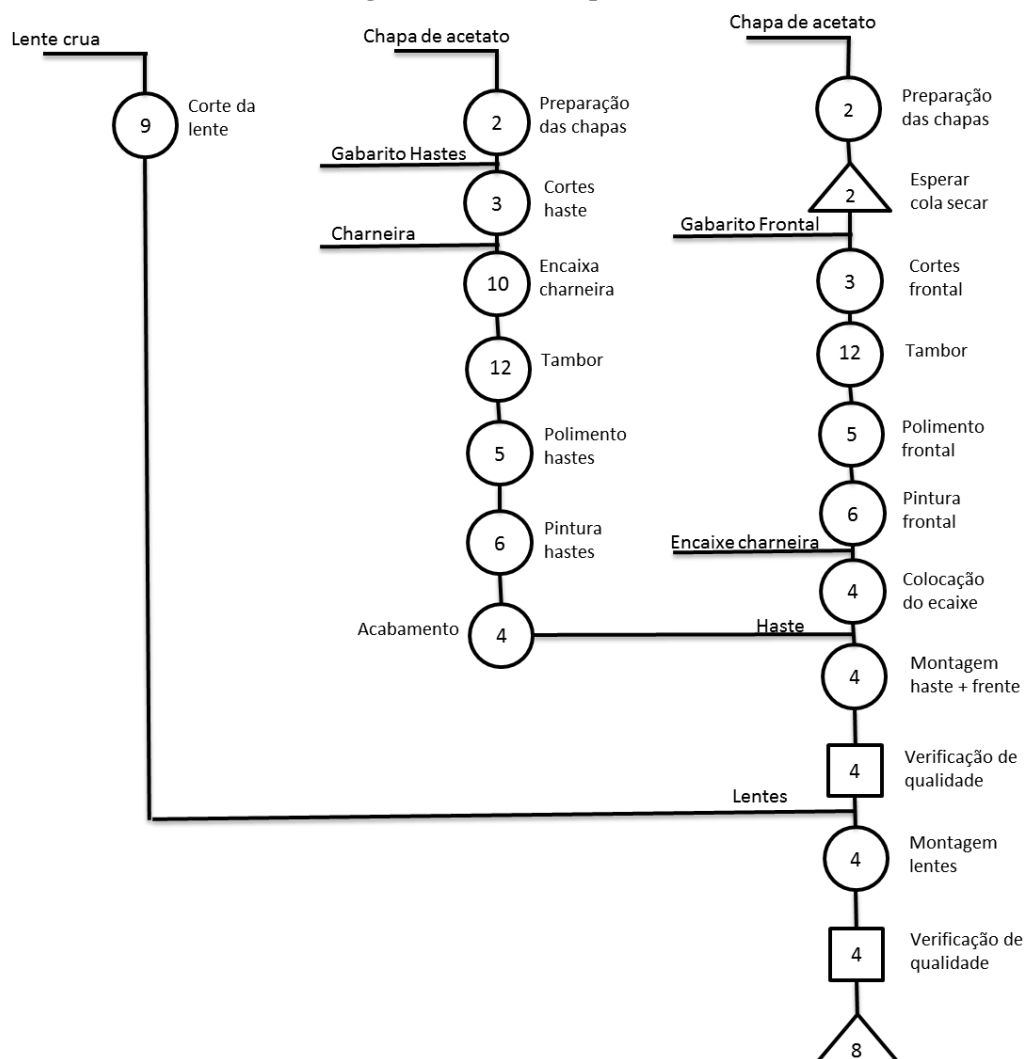 Lente crua
9
Corte da
lente
Chapa de acetato
2
Preparação
das chapas
Gabarito Hastes
3
Cortes
haste
Charneira
10
Encaixa
charneira
12
Tambor
5
Polimento
hastes
6
Pintura
hastes
Acabamento
4
Haste
Chapa de acetato
2
Preparação
das chapas
2
Esperar
cola secar
Gabarito Frontal
3
Cortes
frontal
12
Tambor
5
Polimento
frontal
6
Pintura
frontal
Encaixe charneira
4
Colocação
do ecaixe
4
Montagem
haste + frente
4
Verificação de
qualidade
Lentes
4
Montagem
lentes
4
Verificação de
qualidade
8